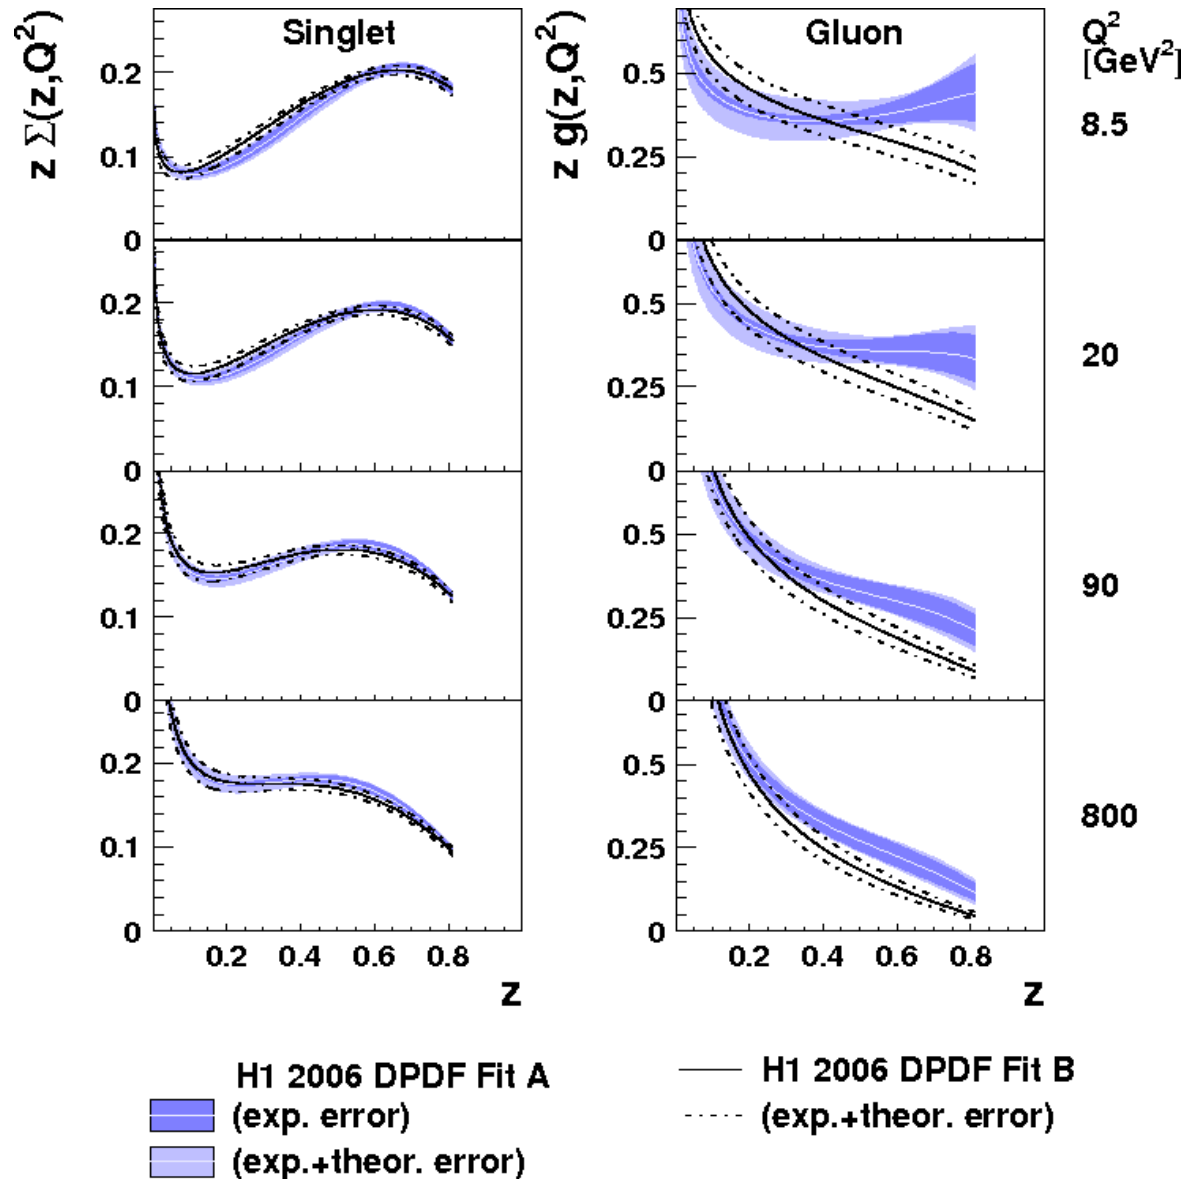 z Σ(z,Q²)
Singlet
0.2
0.1
0
0.2
0.1
0
0.2
0.1
0
0.2
0.1
0
0.2 0.4 0.6 0.8
z
z g(z,Q²)
Gluon
0.5
0.25
0
0.5
0.25
0
0.5
0.25
0
0.5
0.25
0
0.2 0.4 0.6 0.8
z
Q²
[GeV²]
8.5
20
90
800
H1 2006 DPDF Fit A
(exp. error)
(exp.+theor. error)
H1 2006 DPDF Fit B
(exp.+theor. error)